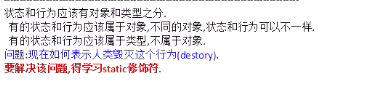 状态和行为应该有对象和类型之分.
有的状态和行为应该属于对象,不同的对象,状态和行为可以不一样.
有的状态和行为应该属于类型,不属于对象.
问题:现在如何表示人类毁灭这个行为(destory).
要解决该问题,得学习static修饰符.